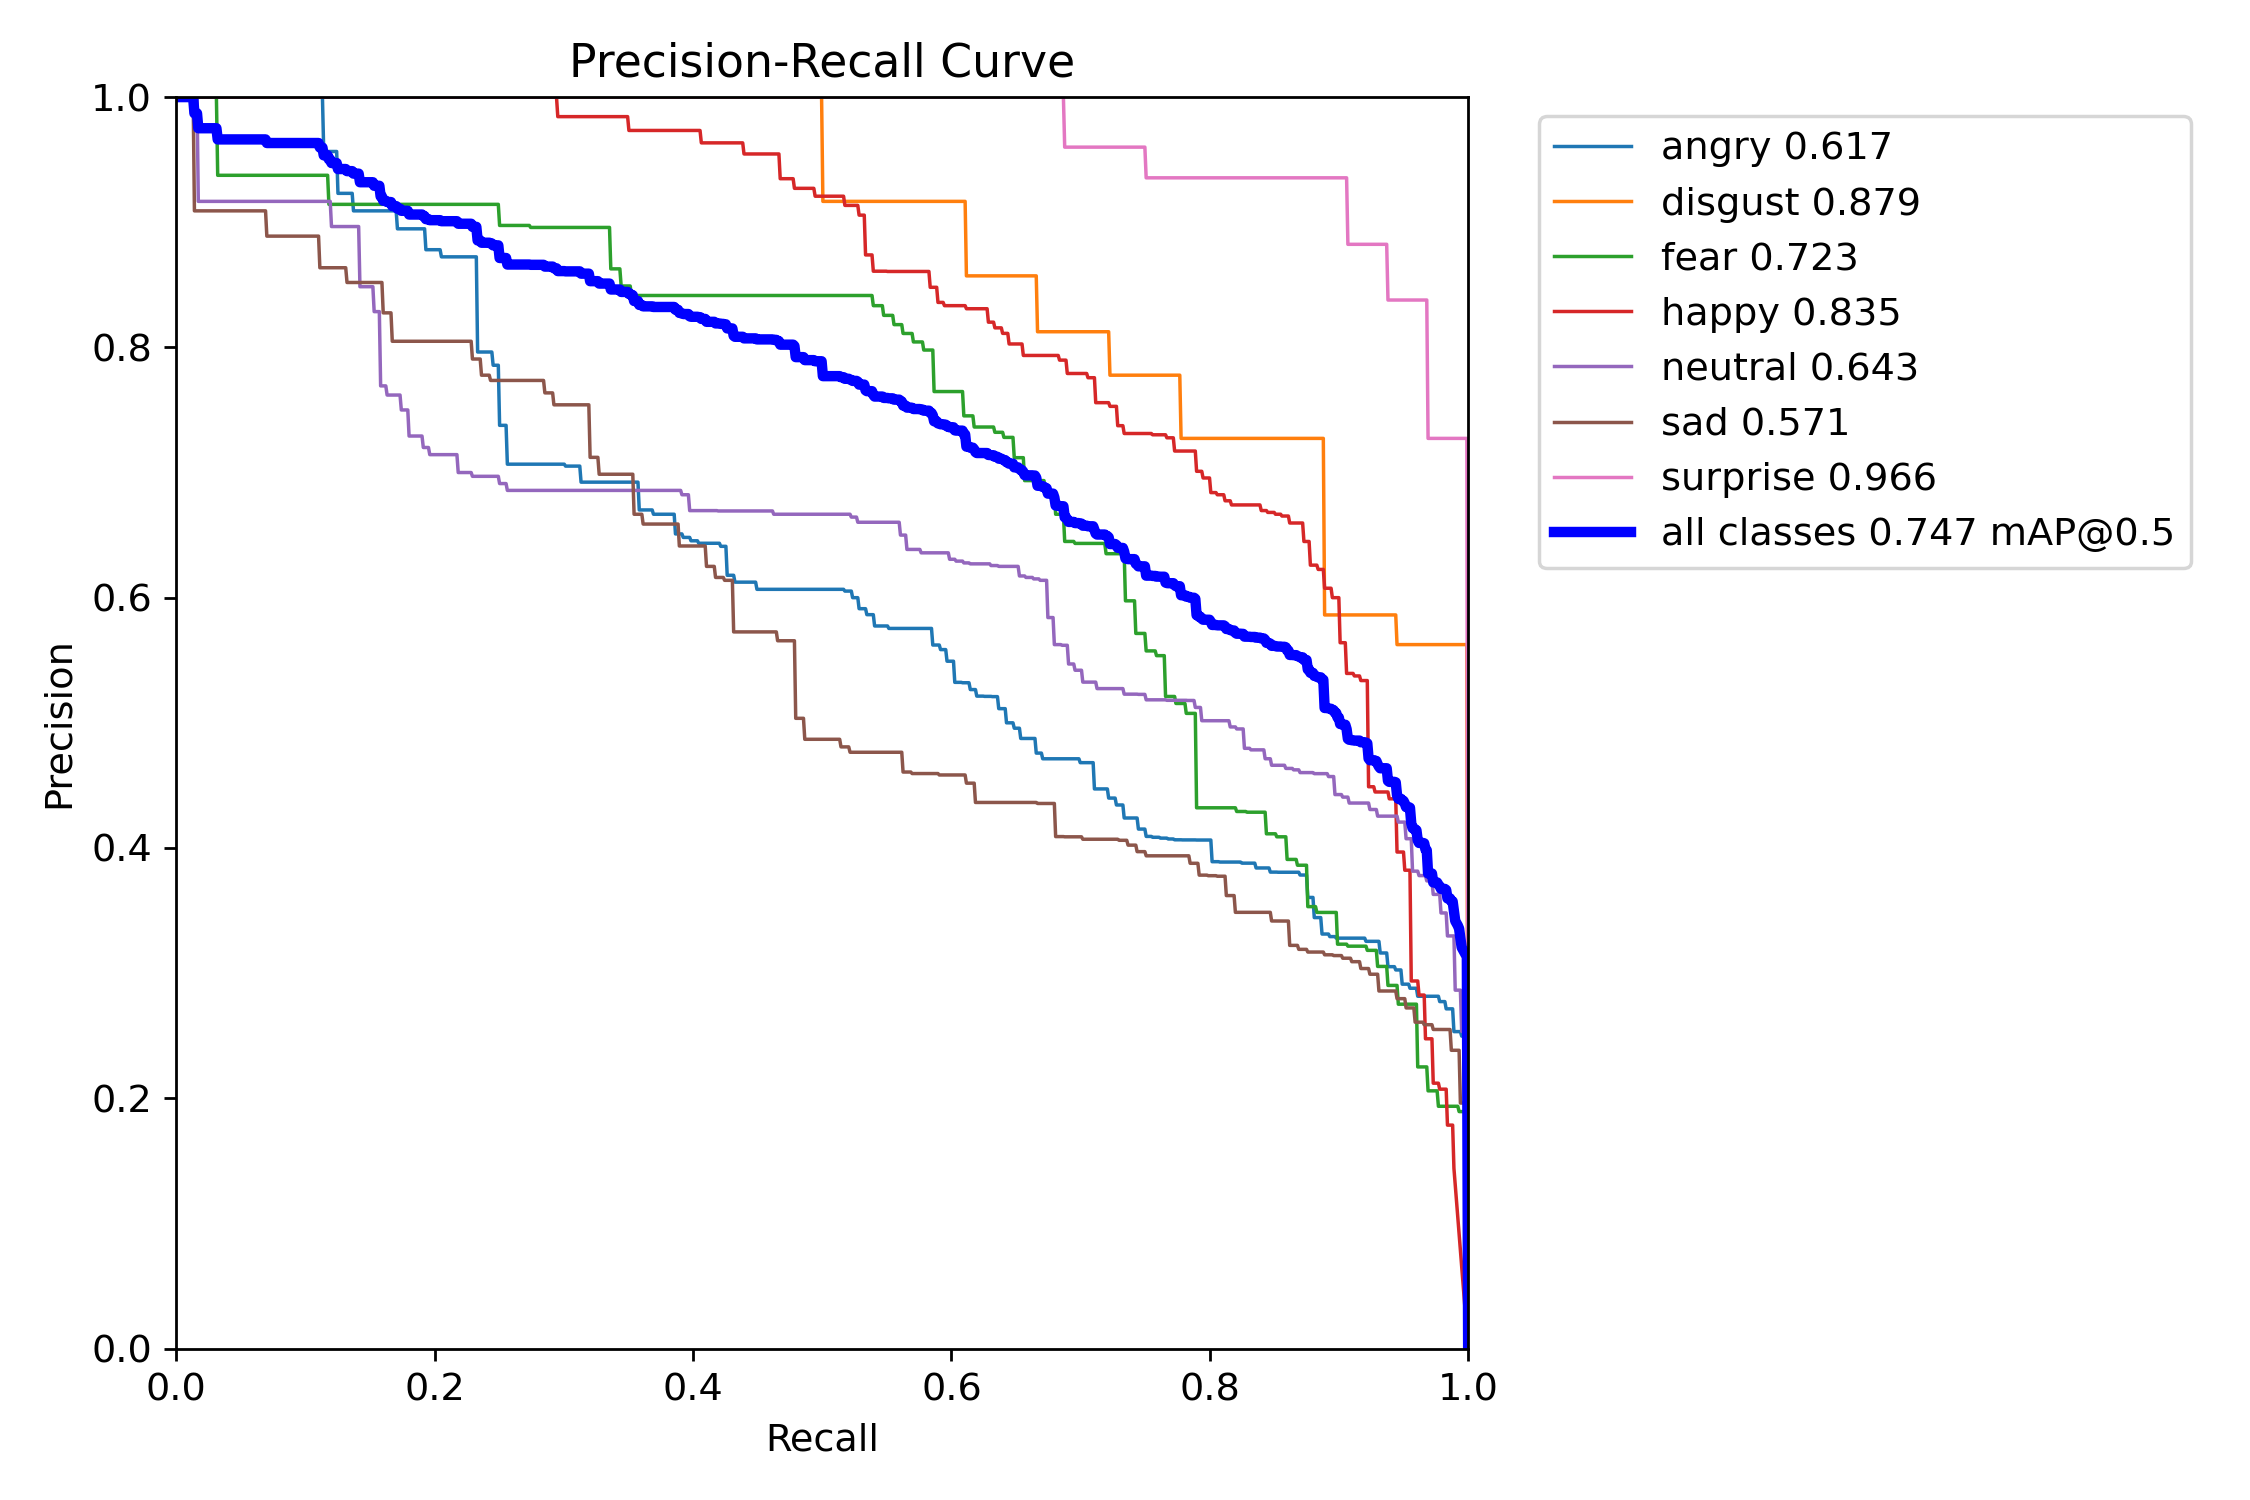 Precision-Recall Curve
1.0
0.8
0.6
0.4
0.2
0.0
Precision
0.0 0.2 0.4 0.6 0.8 1.0
Recall
angry 0.617
disgust 0.879
fear 0.723
happy 0.835
neutral 0.643
sad 0.571
surprise 0.966
all classes 0.747 mAP@0.5